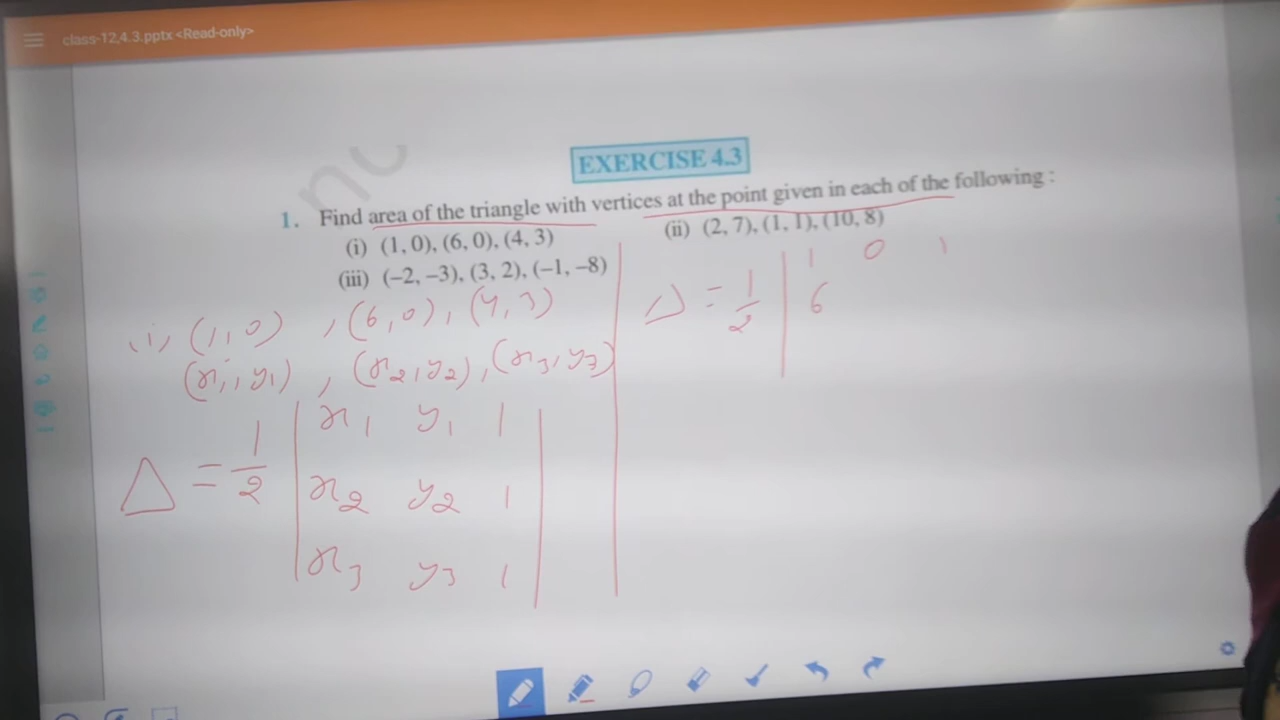 class-12,4.3.pptx <Read-only>
nc
EXERCISE 4.3
1. Find area of the triangle with vertices at the point given in each of the following :
(i) (1, 0), (6, 0), (4, 3) (ii) (2, 7), (1, 1), (10, 8)
(iii) (–2, –3), (3, 2), (–1, –8)
(i) (1, 0) , (6, 0), (4, 3)
(x1, y1) , (x2, y2), (x3, y3)
Δ = 1/2 | x1 y1 1 |
x2 y2 1
x3 y3 1
Δ = 1/2 | 1 0 1
6